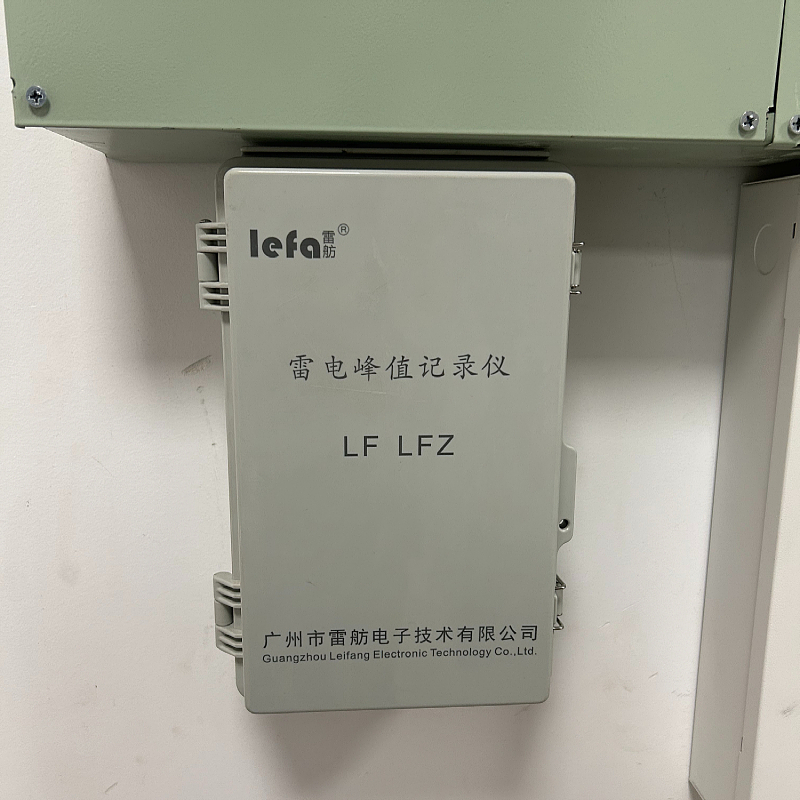 lefa雷舫®
雷电峰值记录仪
LF LFZ
广州市雷舫电子技术有限公司
Guangzhou Leifang Electronic Technology Co.,Ltd.